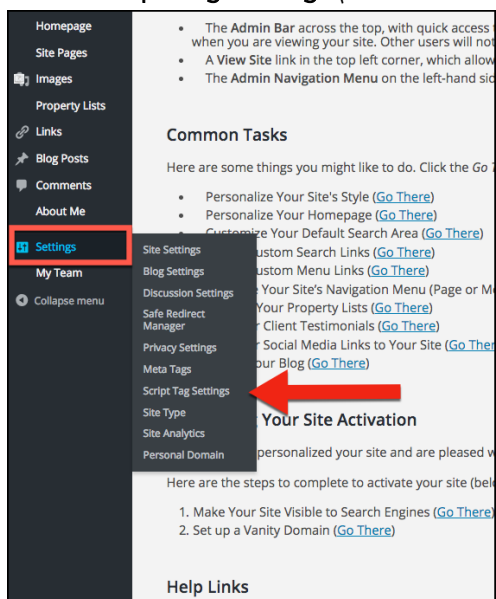 Homepage
Site Pages
Images
Property Lists
Links
Blog Posts
Comments
About Me
Settings
My Team
Collapse menu
Site Settings
Blog Settings
Discussion Settings
Safe Redirect
Manager
Privacy Settings
Meta Tags
Script Tag Settings
Site Type
Site Analytics
Personal Domain
• The Admin Bar across the top, with quick access
when you are viewing your site. Other users will not
• A View Site link in the top left corner, which allow
• The Admin Navigation Menu on the left-hand sid
Common Tasks
Here are some things you might like to do. Click the Go
• Personalize Your Site's Style (Go There)
• Personalize Your Homepage (Go There)
• Customize Your Default Search Area (Go There)
ustom Search Links (Go There)
ustom Menu Links (Go There)
Your Site's Navigation Menu (Page or Me
Your Property Lists (Go There)
Client Testimonials (Go There)
Social Media Links to Your Site (Go Ther
our Blog (Go There)
Your Site Activation
personalized your site and are pleased w
Here are the steps to complete to activate your site (bel
1. Make Your Site Visible to Search Engines (Go There)
2. Set up a Vanity Domain (Go There)
Help Links